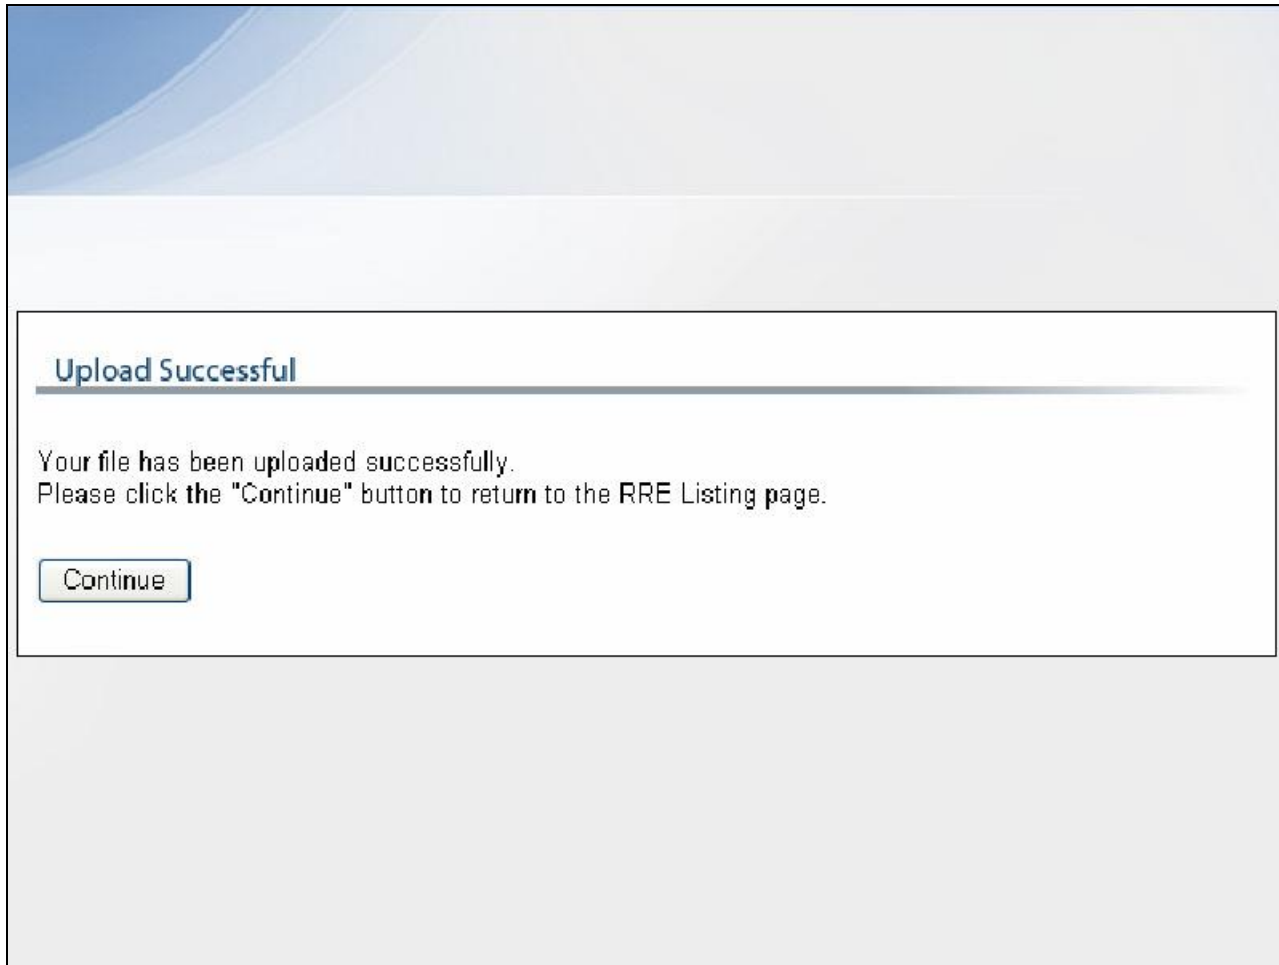 Upload Successful
Your file has been uploaded successfully.
Please click the "Continue" button to return to the RRE Listing page.
Continue